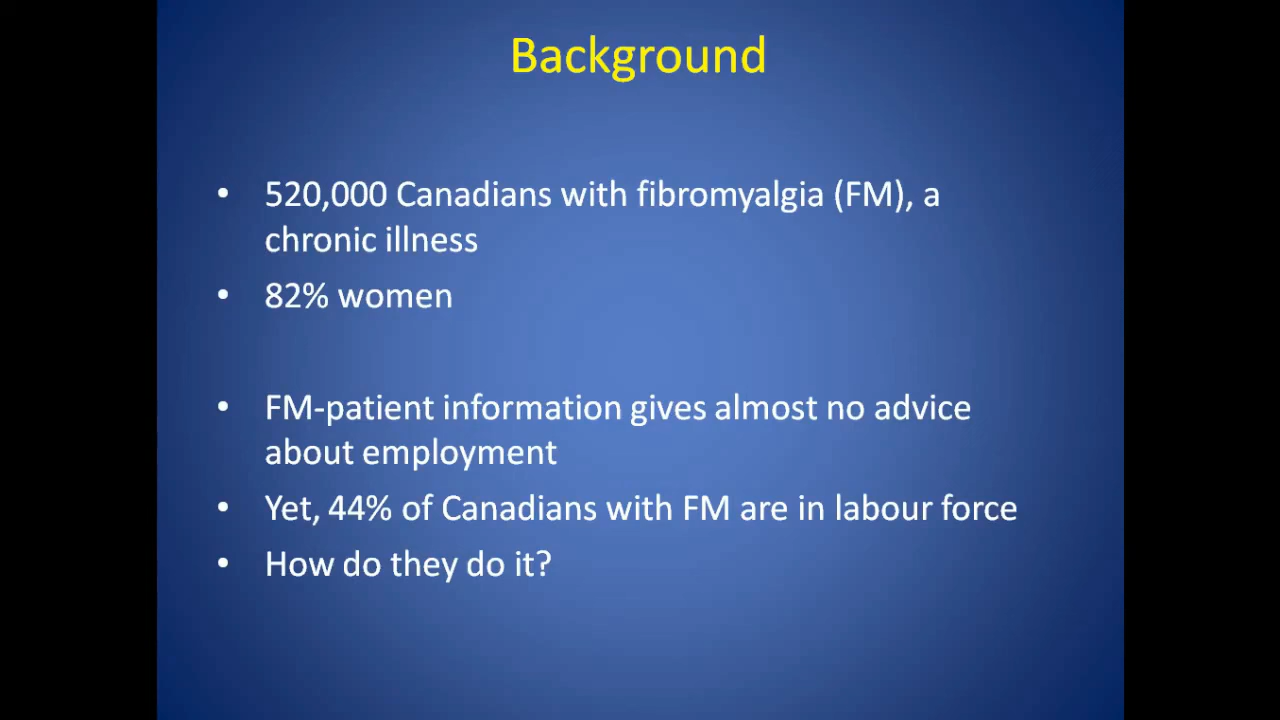 Background
• 520,000 Canadians with fibromyalgia (FM), a
chronic illness
• 82% women
• FM-patient information gives almost no advice
about employment
• Yet, 44% of Canadians with FM are in labour force
• How do they do it?